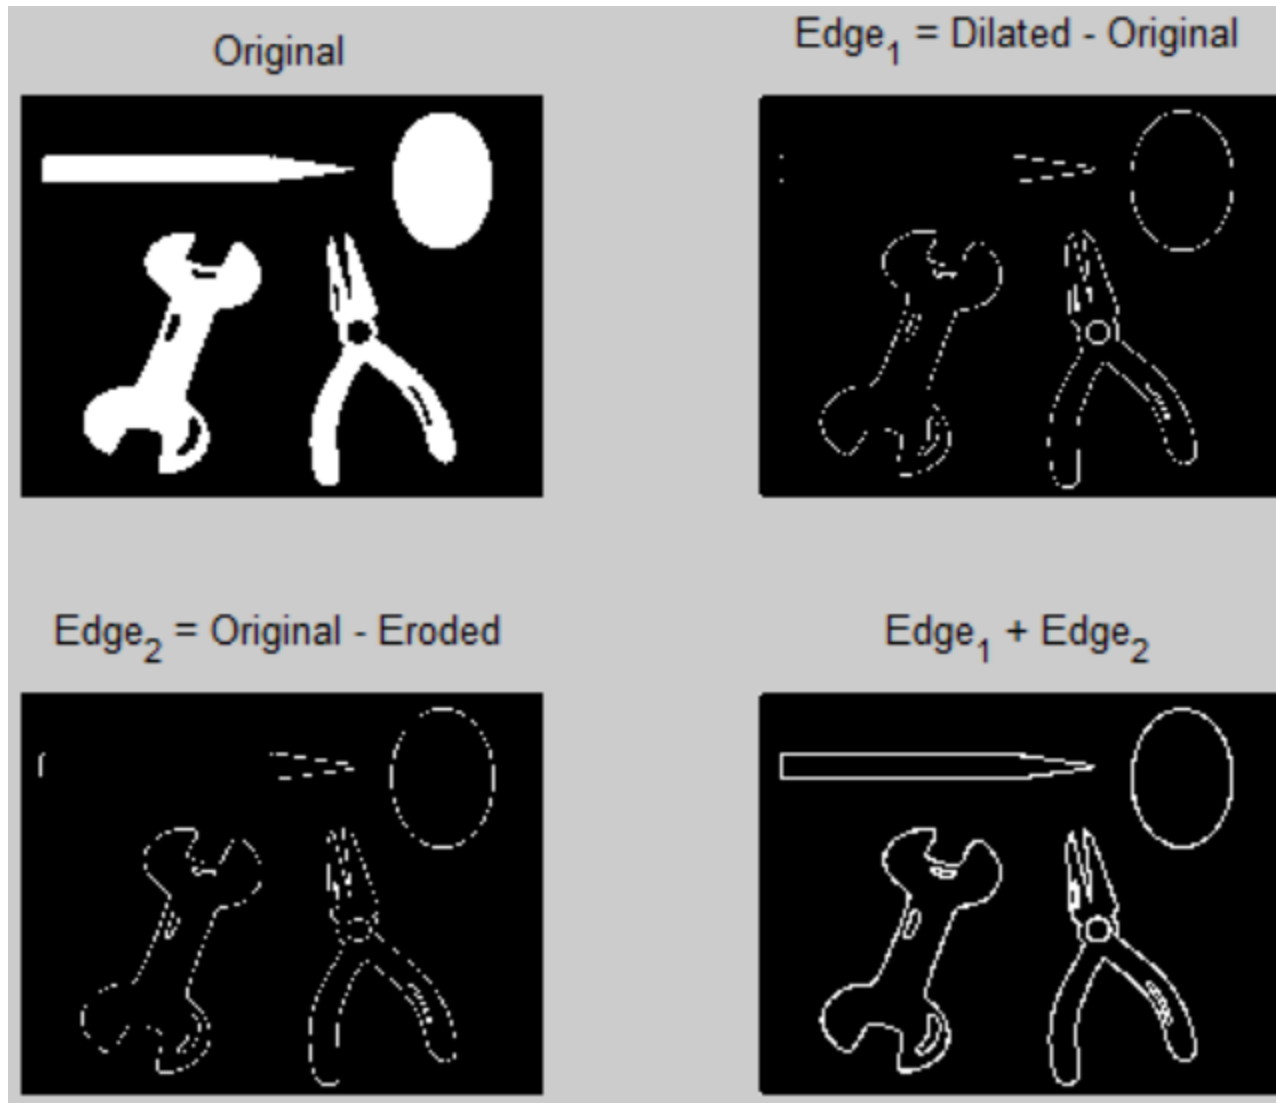 Original
Edge₁ = Dilated - Original
Edge₂ = Original - Eroded
Edge₁ + Edge₂